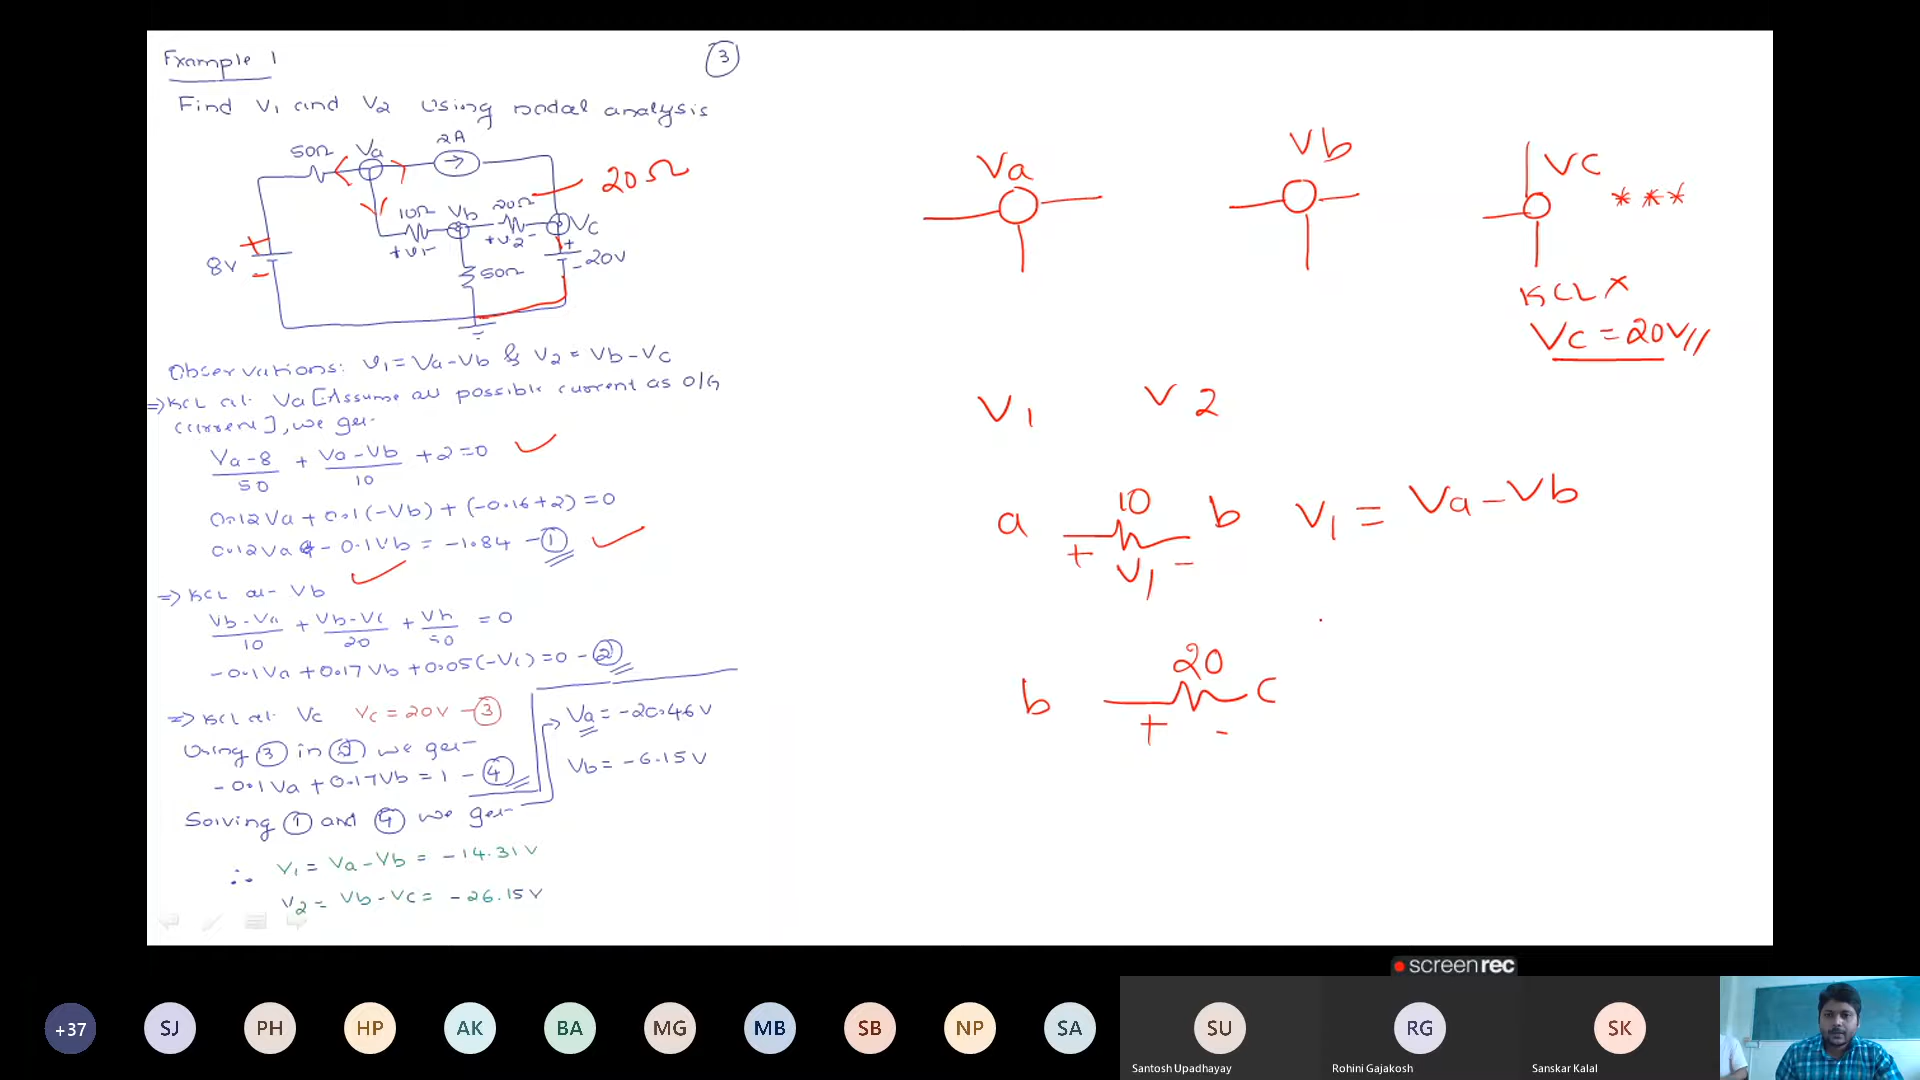 Example 1
3
Find V1 and V2 Using nodal analysis
50Ω Va 2A
20Ω
10Ω Vb 20Ω VC
+V1- +V2- +
+
8V
-
50Ω
-20V
Observations: V1 = Va-Vb & V2 = Vb-Vc
=> KCL at Va [Assume all possible current as O/G
current], we get
Va-8/50 + Va-Vb/10 + 2 = 0
0.12Va + 0.1(-Vb) + (-0.16+2) = 0
0.12Va - 0.1Vb = -1.84 - 1
=> KCL at Vb
Vb-Va/10 + Vb-Vc/20 + Vb/50 = 0
-0.1Va + 0.17Vb + 0.05(-Vc) = 0 - 2
=> KCL at Vc Vc = 20V - 3
Using 3 in 2 we get
-0.1Va + 0.17Vb = 1 - 4
Solving 1 and 4 we get
Va = -20.46V
Vb = -6.15V
∴ V1 = Va-Vb = -14.31V
V2 = Vb-Vc = -26.15V
Va
Vb
VC
***
KCL X
VC = 20V//
V1 V2
a 10 b V1 = Va-Vb
+ V1 -
b 20 C
+ -
screenrec
+37 SJ PH HP AK BA MG MB SB NP SA SU RG SK
Santosh Upadhayay Rohini Gajakosh Sanskar Kalal